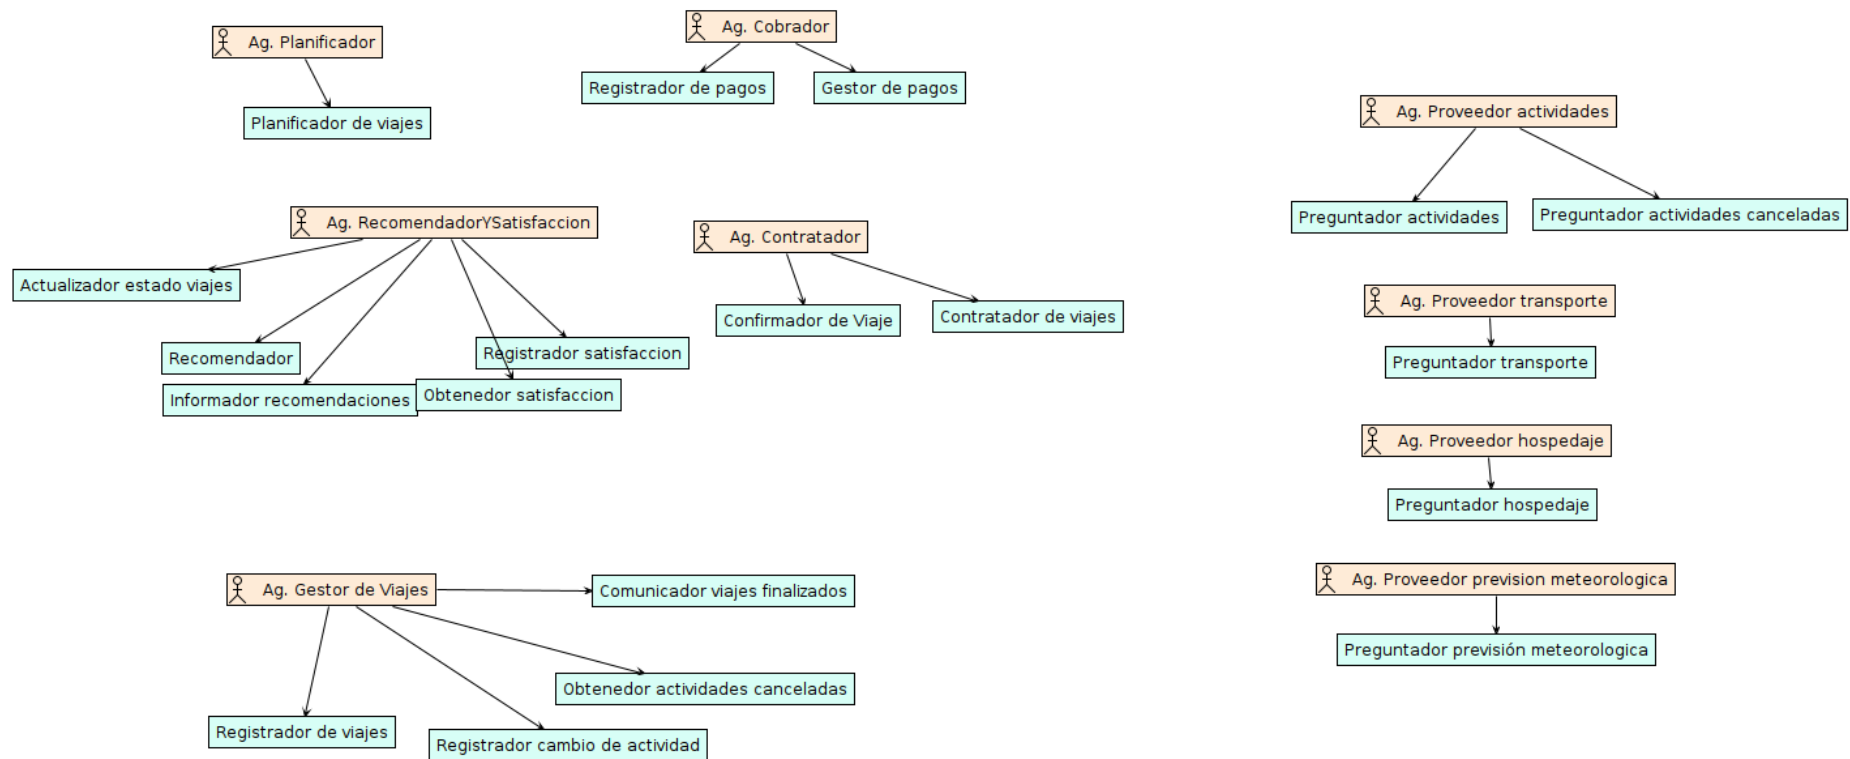 Ag. Cobrador
Ag. Planificador
Registrador de pagos
Gestor de pagos
Planificador de viajes
Ag. Proveedor actividades
Preguntador actividades
Preguntador actividades canceladas
Ag. RecomendadorYSatisfaccion
Ag. Contratador
Actualizador estado viajes
Confirmador de Viaje
Contratador de viajes
Recomendador
Registrador satisfaccion
Informador recomendaciones
Obtenedor satisfaccion
Ag. Proveedor transporte
Preguntador transporte
Ag. Proveedor hospedaje
Preguntador hospedaje
Ag. Proveedor prevision meteorologica
Preguntador previsión meteorologica
Ag. Gestor de Viajes
Comunicador viajes finalizados
Obtenedor actividades canceladas
Registrador de viajes
Registrador cambio de actividad